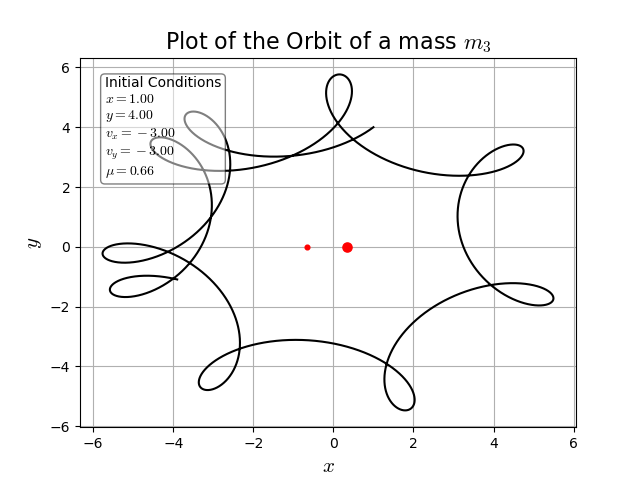 Plot of the Orbit of a mass m₃
Initial Conditions
x = 1.00
y = 4.00
vₓ = −3.00
v_y = −3.00
μ = 0.66
y
6
4
2
0
−2
−4
−6
−6 −4 −2 0 2 4 6
x